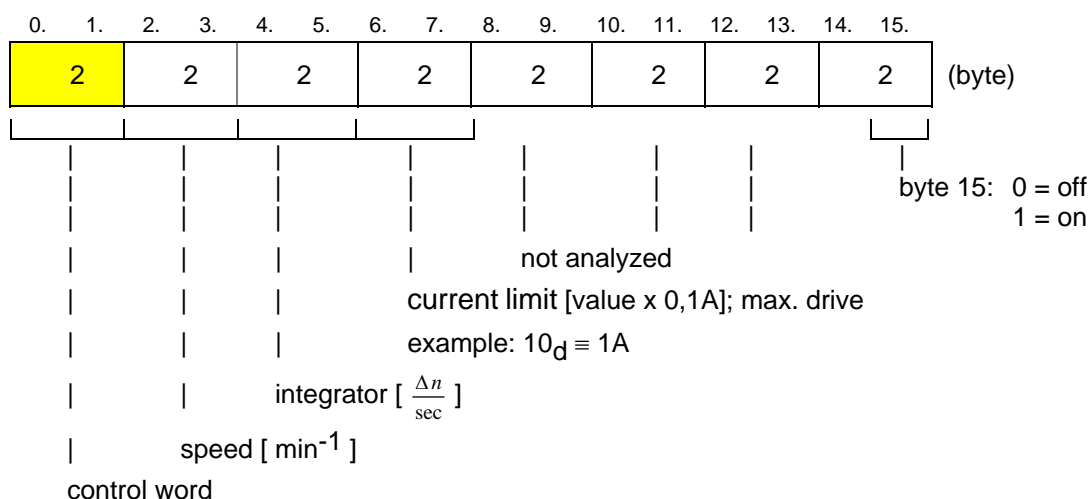 0. 1. 2. 3. 4. 5. 6. 7. 8. 9. 10. 11. 12. 13. 14. 15.
2 2 2 2 2 2 2 2 (byte)
byte 15: 0 = off
1 = on
not analyzed
current limit [value x 0,1A]; max. drive
example: 10d ≡ 1A
integrator [ Δn/sec ]
speed [ min-1 ]
control word